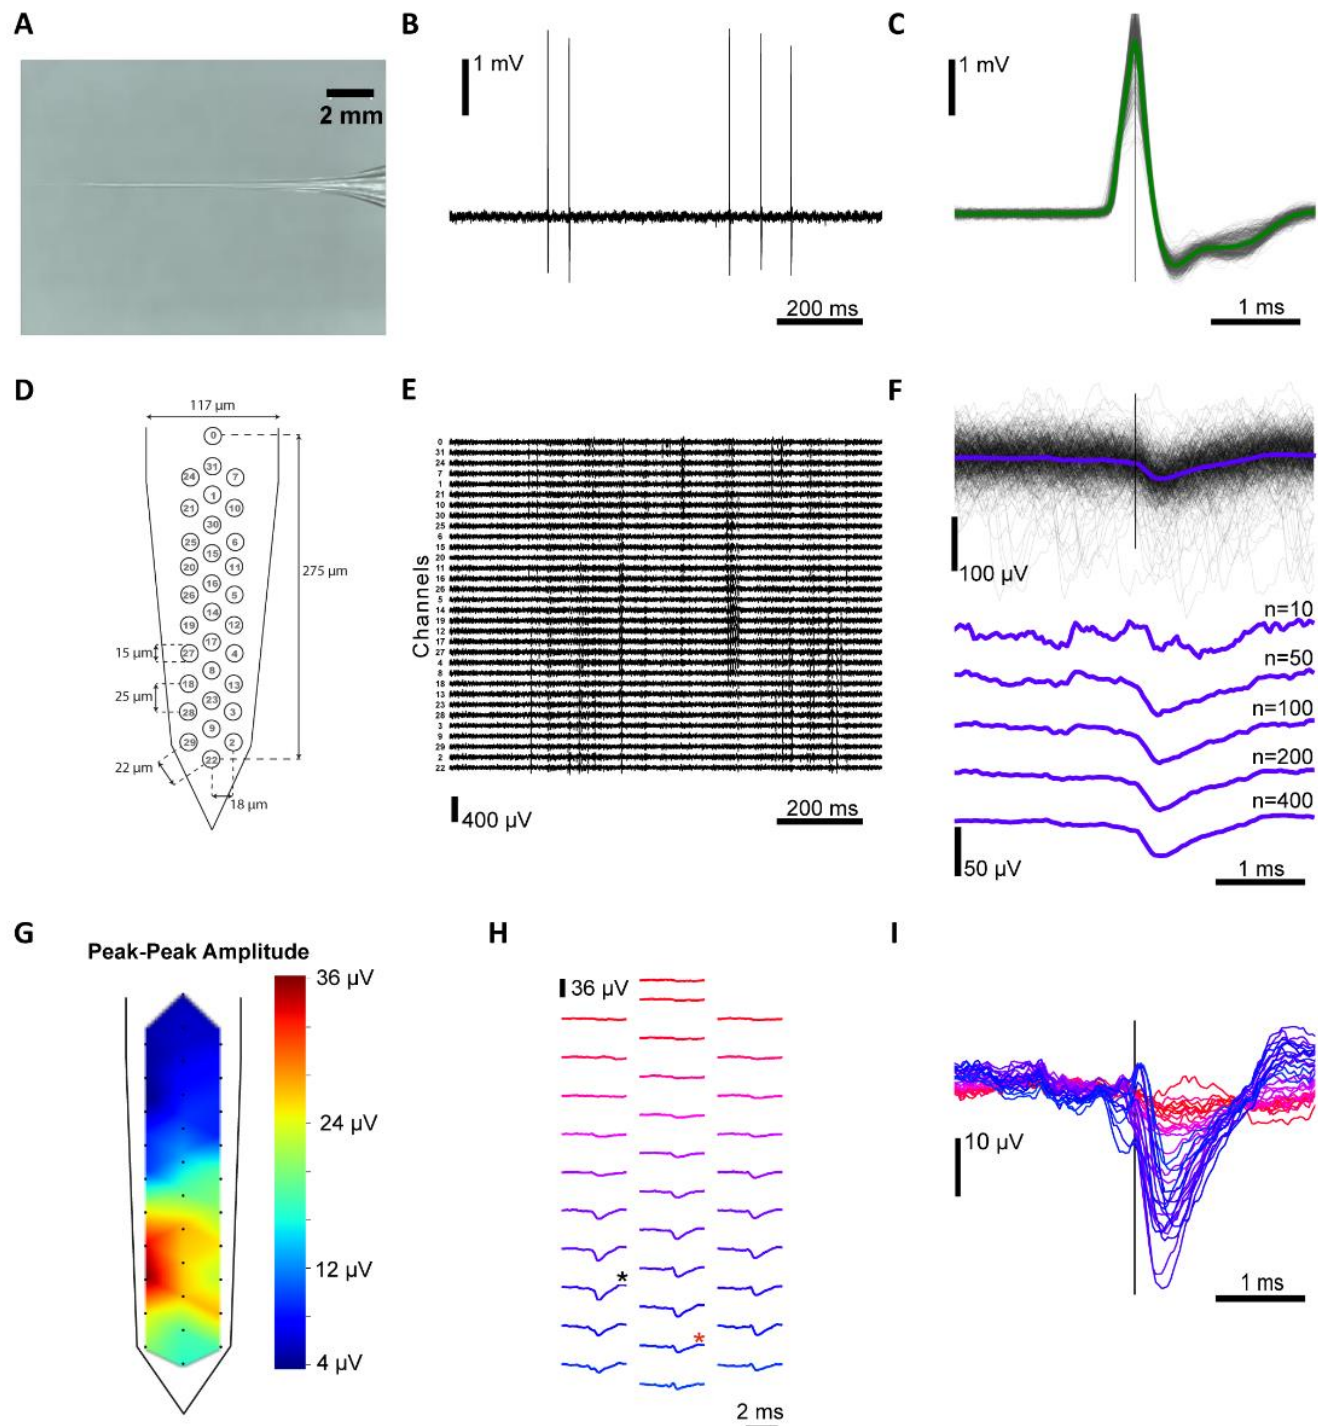 A
2 mm
B
1 mV
200 ms
C
1 mV
1 ms
D
117 µm
0
31
24
7
1
21
10
30
25
6
15
20
11
16
26
5
14
19
12
17
27
4
8
18
13
23
28
3
9
29
2
22
275 µm
15 µm
25 µm
22 µm
18 µm
E
Channels
0
31
24
7
1
21
10
30
25
6
15
20
11
16
26
5
14
19
12
17
27
4
8
18
13
23
28
3
9
29
2
22
400 µV
200 ms
F
100 µV
n=10
n=50
n=100
n=200
n=400
50 µV
1 ms
G
Peak-Peak Amplitude
36 µV
24 µV
12 µV
4 µV
H
36 µV
*
*
2 ms
I
10 µV
1 ms